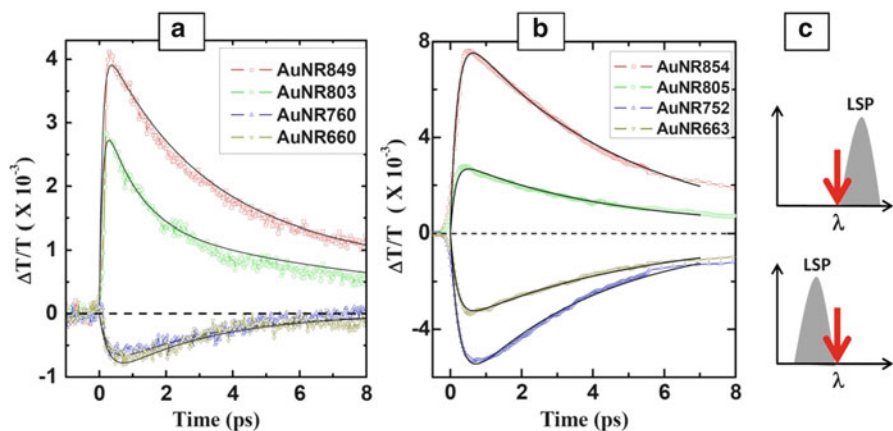 a
4
3
2
1
0
-1
ΔT/T ( X 10⁻³)
AuNR849
AuNR803
AuNR760
AuNR660
0 2 4 6 8
Time (ps)
b
8
4
0
-4
ΔT/T ( X 10⁻³)
AuNR854
AuNR805
AuNR752
AuNR663
0 2 4 6 8
Time (ps)
c
LSP
λ
LSP
λ